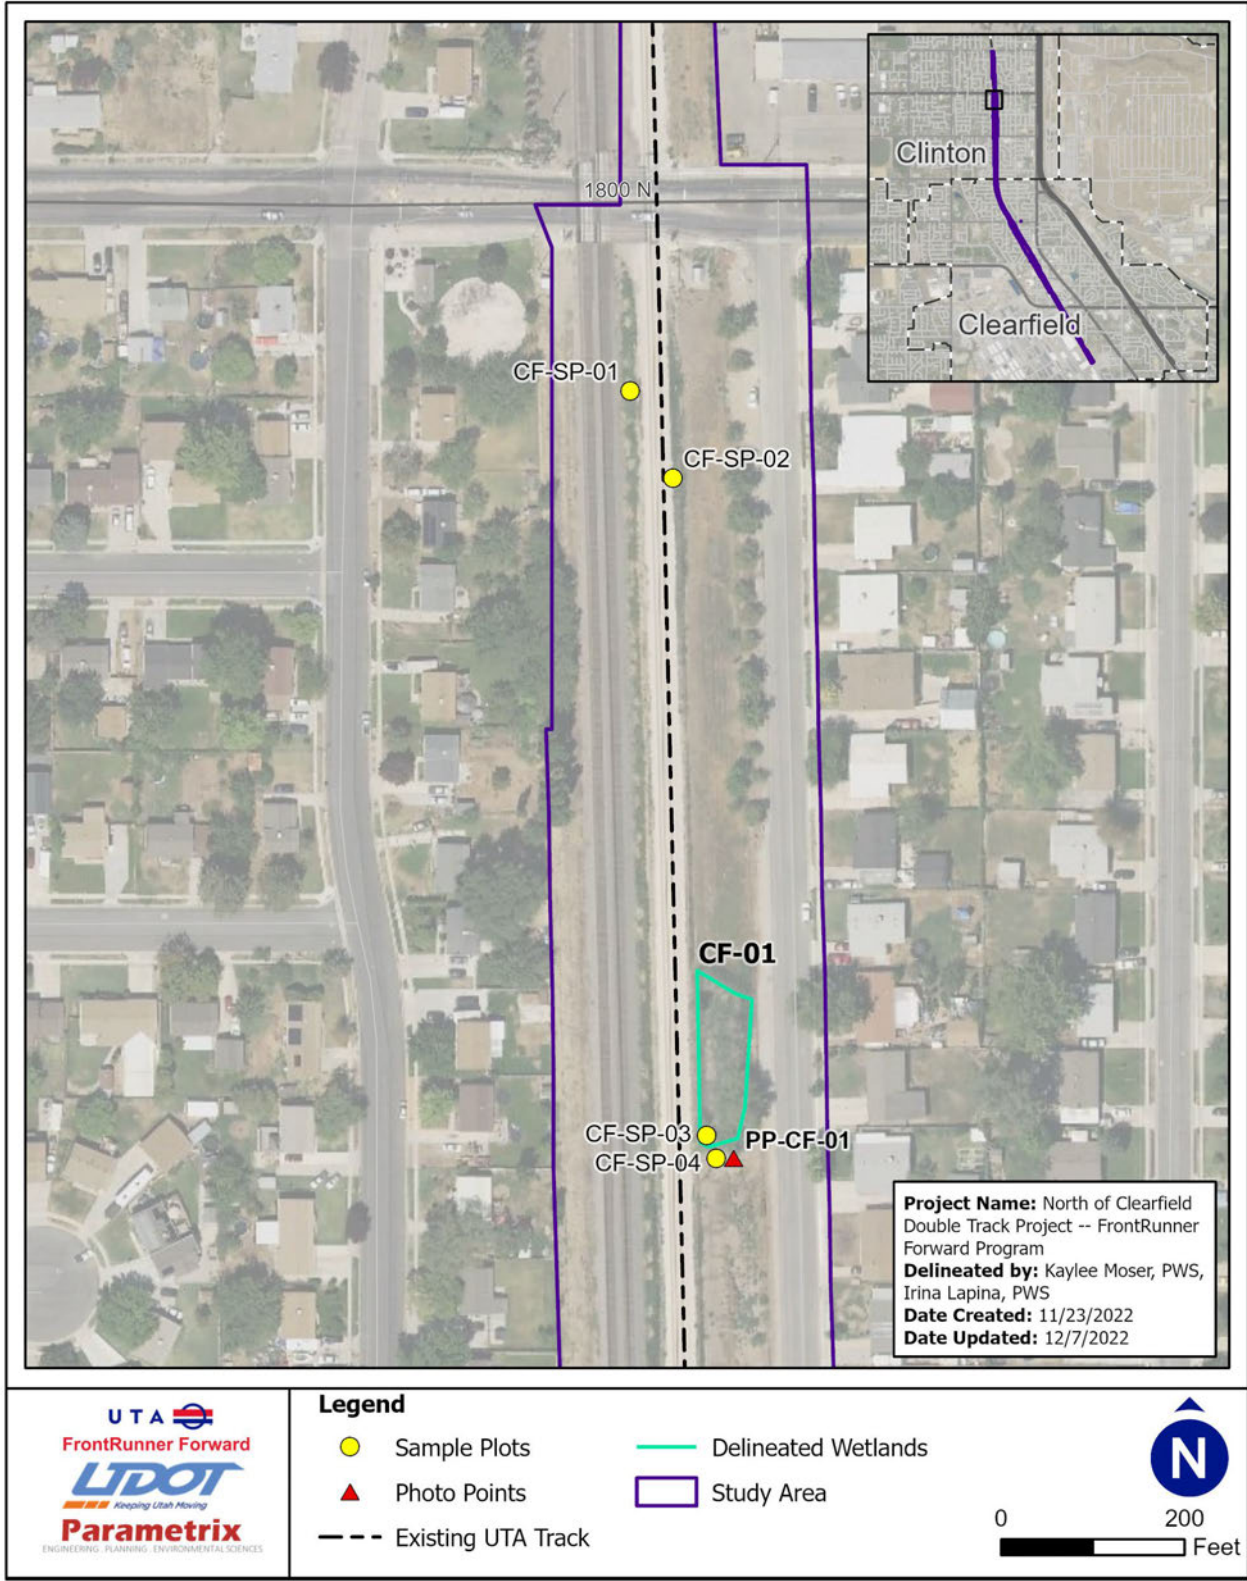 1800 N
Clinton
Clearfield
CF-SP-01
CF-SP-02
CF-01
CF-SP-03
PP-CF-01
CF-SP-04
Project Name: North of Clearfield
Double Track Project -- FrontRunner
Forward Program
Delineated by: Kaylee Moser, PWS,
Irina Lapina, PWS
Date Created: 11/23/2022
Date Updated: 12/7/2022
UTA
FrontRunner Forward
UDOT
Keeping Utah Moving
Parametrix
ENGINEERING . PLANNING . ENVIRONMENTAL SCIENCES
Legend
Sample Plots
Photo Points
Existing UTA Track
Delineated Wetlands
Study Area
N
0 200
Feet